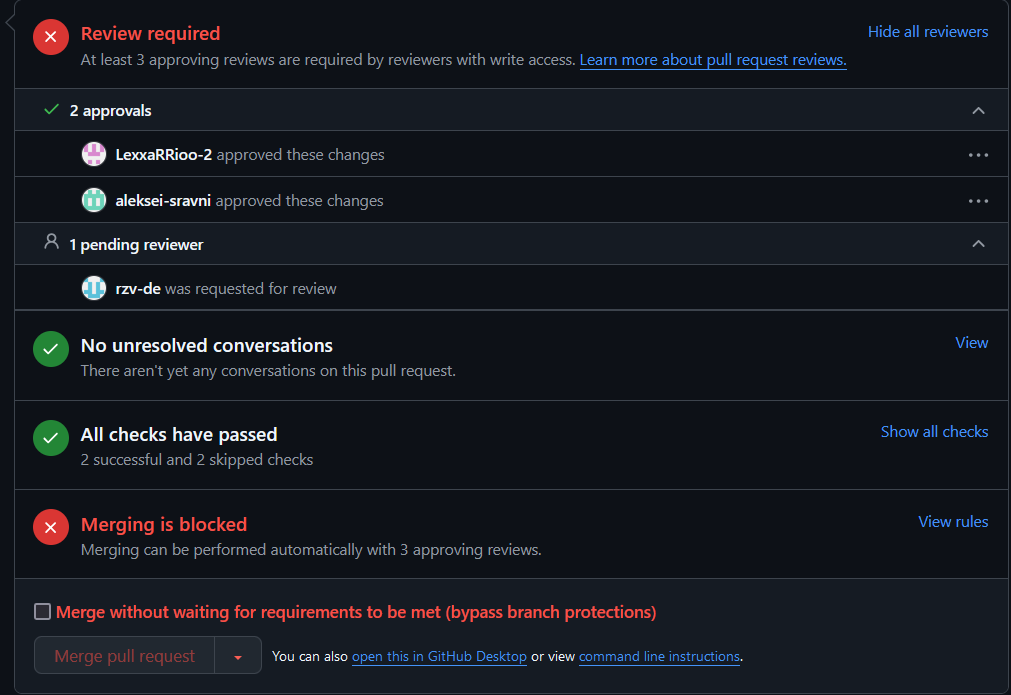 Review required
Hide all reviewers
At least 3 approving reviews are required by reviewers with write access. Learn more about pull request reviews.
2 approvals
LexxaRRioo-2 approved these changes
aleksei-sravni approved these changes
1 pending reviewer
rzv-de was requested for review
No unresolved conversations
View
There aren't yet any conversations on this pull request.
All checks have passed
Show all checks
2 successful and 2 skipped checks
Merging is blocked
View rules
Merging can be performed automatically with 3 approving reviews.
Merge without waiting for requirements to be met (bypass branch protections)
Merge pull request
You can also open this in GitHub Desktop or view command line instructions.